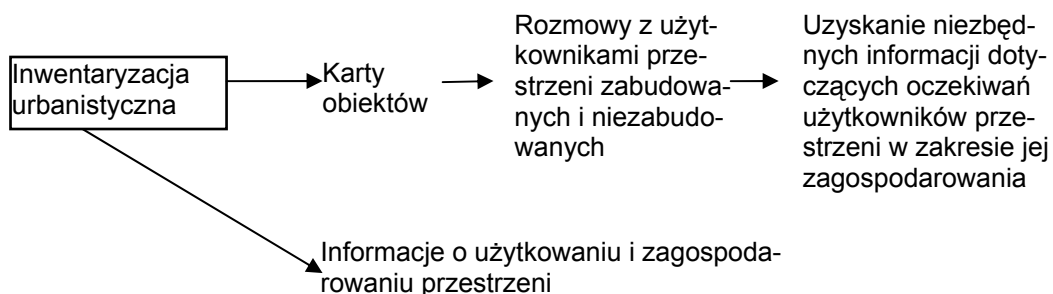 Inwentaryzacja
urbanistyczna
Karty
obiektów
Rozmowy z użyt-
kownikami prze-
strzeni zabudowa-
nych i niezabudo-
wanych
Uzyskanie niezbęd-
nych informacji doty-
czących oczekiwań
użytkowników prze-
strzeni w zakresie jej
zagospodarowania
Informacje o użytkowaniu i zagospoda-
rowaniu przestrzeni